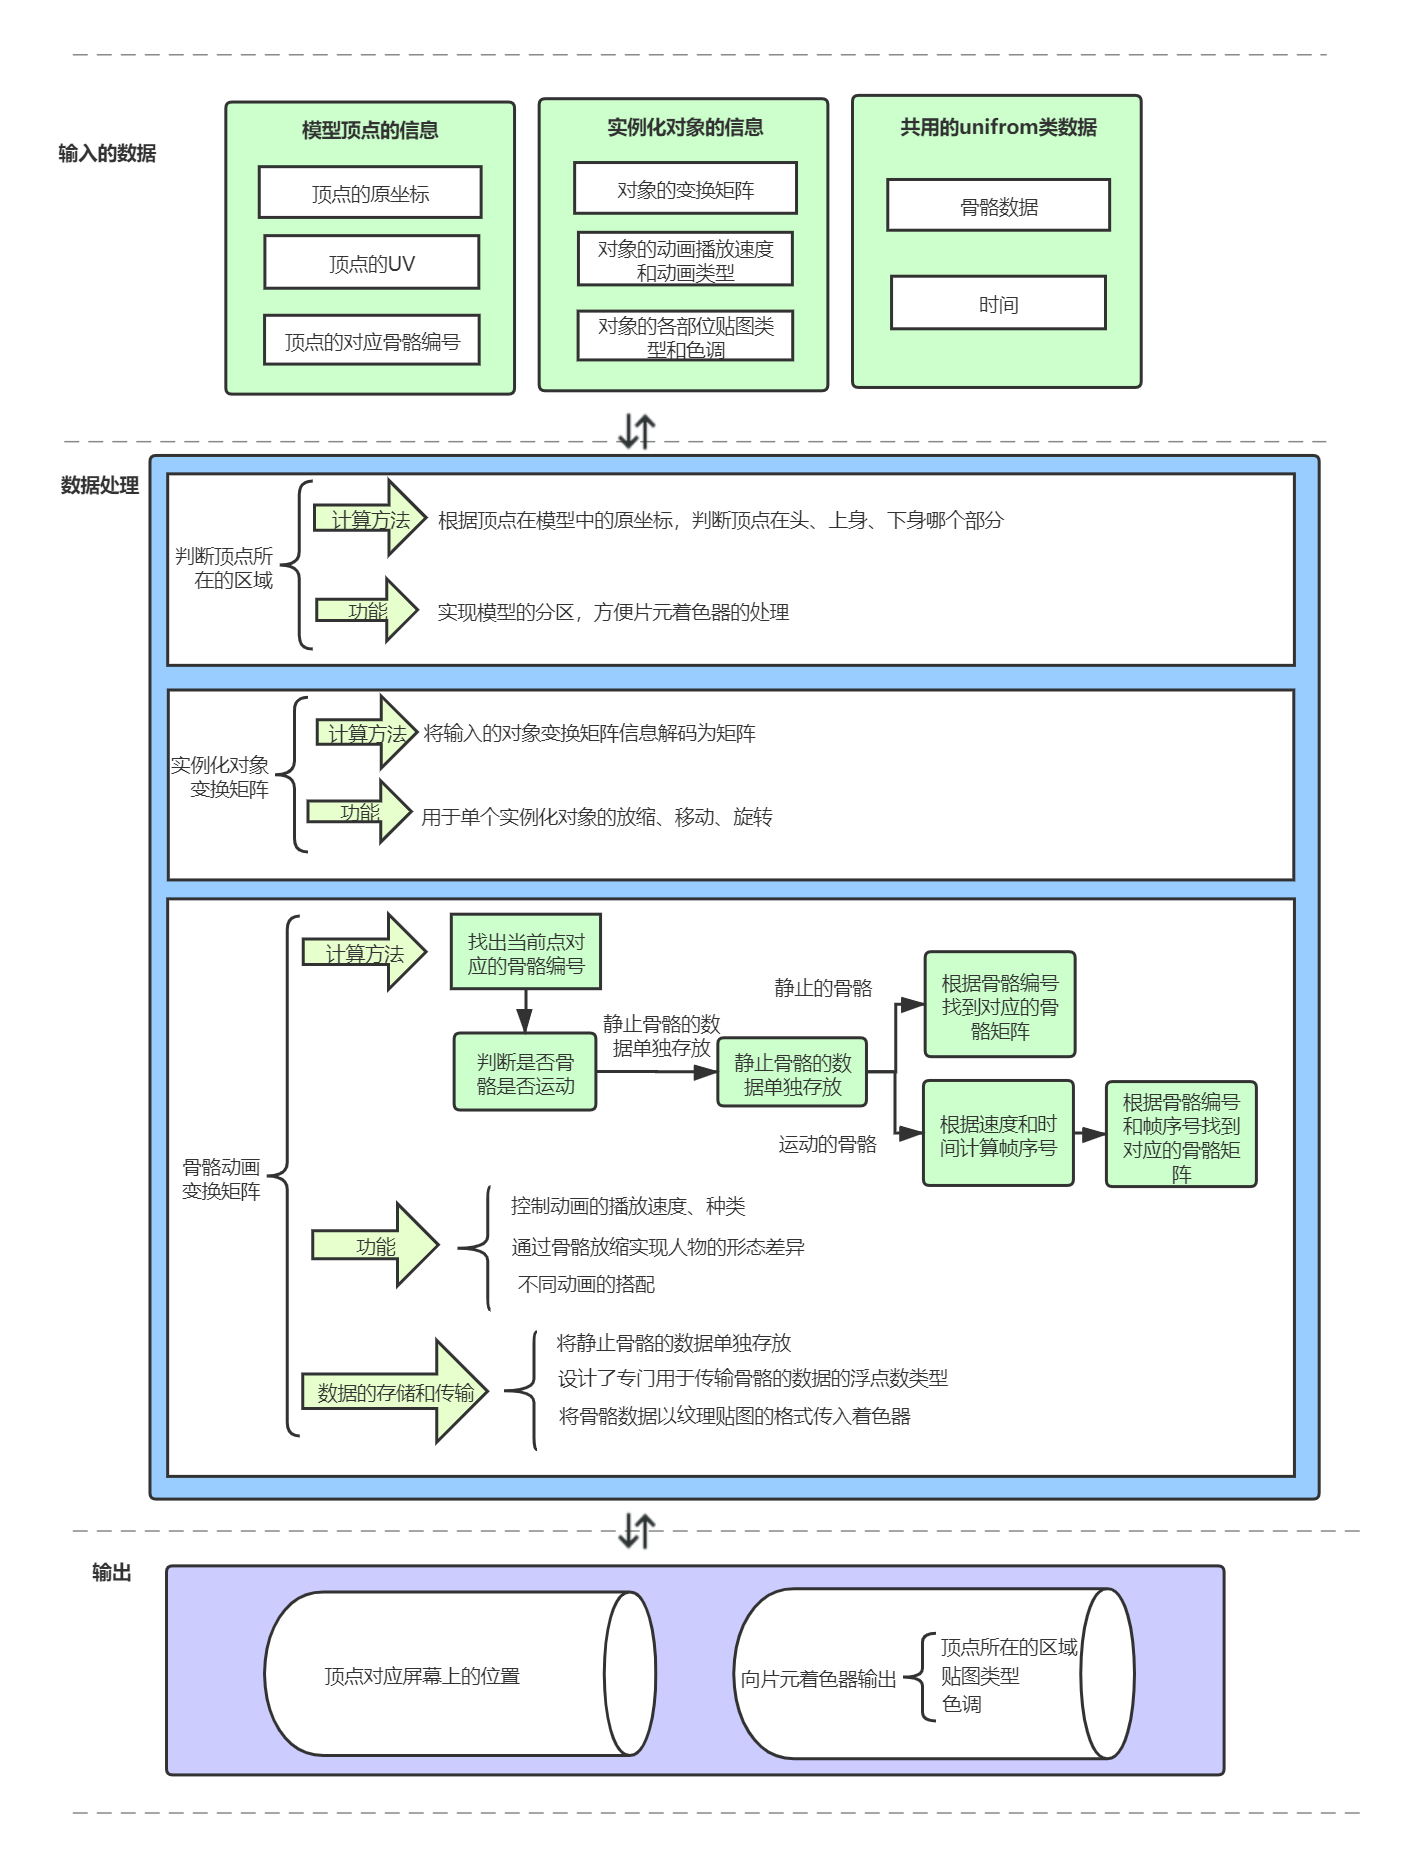 输入的数据
模型顶点的信息
顶点的原坐标
顶点的UV
顶点的对应骨骼编号
实例化对象的信息
对象的变换矩阵
对象的动画播放速度
和动画类型
对象的各部位贴图类
型和色调
共用的unifrom类数据
骨骼数据
时间
数据处理
判断顶点所
在的区域
计算方法
根据顶点在模型中的原坐标，判断顶点在头、上身、下身哪个部分
功能
实现模型的分区，方便片元着色器的处理
实例化对象
变换矩阵
计算方法
将输入的对象变换矩阵信息解码为矩阵
功能
用于单个实例化对象的放缩、移动、旋转
骨骼动画
变换矩阵
计算方法
找出当前点对
应的骨骼编号
判断是否骨
骼是否运动
静止骨骼的数
据单独存放
静止骨骼的数
据单独存放
静止的骨骼
根据骨骼编号
找到对应的骨
骼矩阵
运动的骨骼
根据速度和时
间计算帧序号
根据骨骼编号
和帧序号找到
对应的骨骼矩
阵
功能
控制动画的播放速度、种类
通过骨骼放缩实现人物的形态差异
不同动画的搭配
数据的存储和传输
将静止骨骼的数据单独存放
设计了专门用于传输骨骼的数据的浮点数类型
将骨骼数据以纹理贴图的格式传入着色器
输出
顶点对应屏幕上的位置
向片元着色器输出
顶点所在的区域
贴图类型
色调